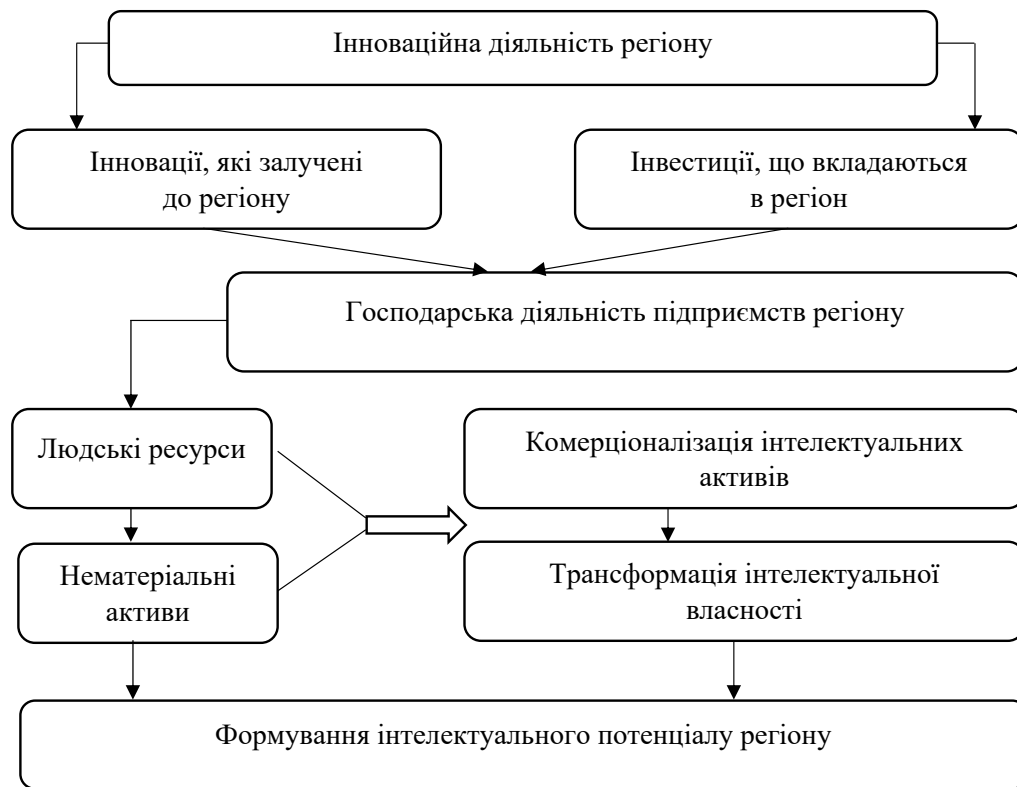 Інноваційна діяльність регіону
Інновації, які залучені
до регіону
Інвестиції, що вкладаються
в регіон
Господарська діяльність підприємств регіону
Людські ресурси
Комерціоналізація інтелектуальних
активів
Нематеріальні
активи
Трансформація інтелектуальної
власності
Формування інтелектуального потенціалу регіону